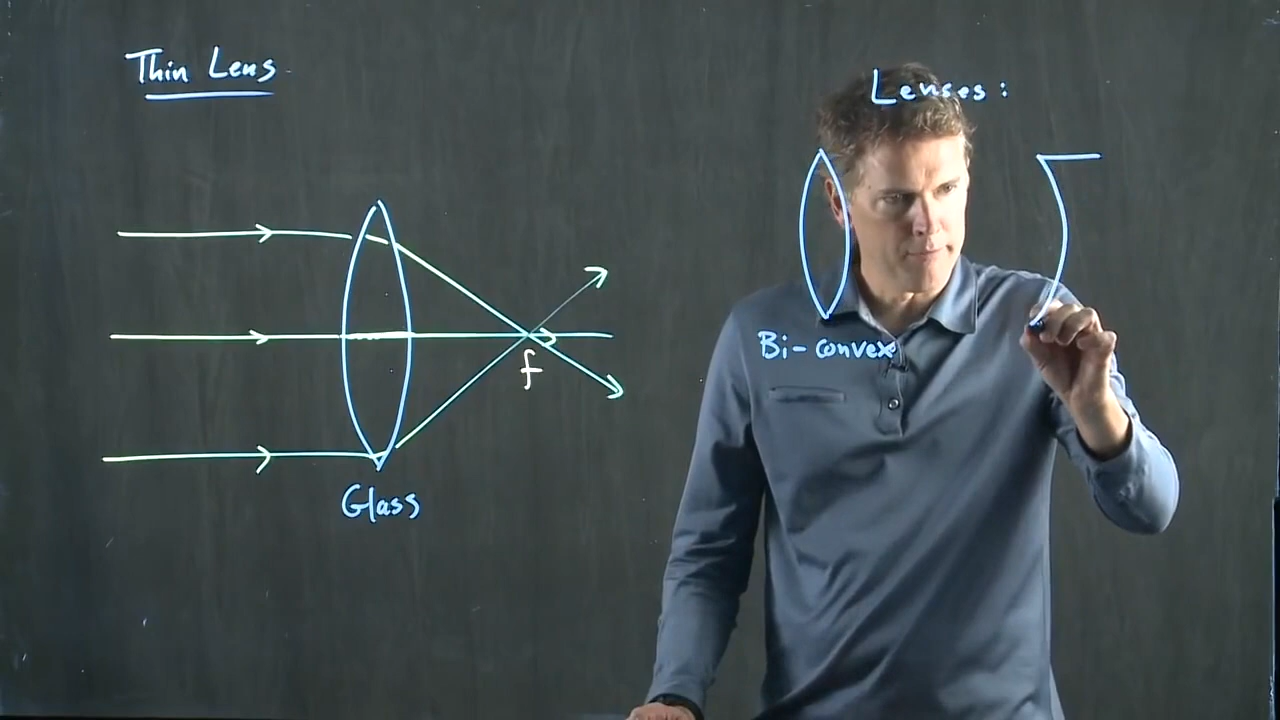 Thin Lens
Lenses:
Bi-convex
f
Glass